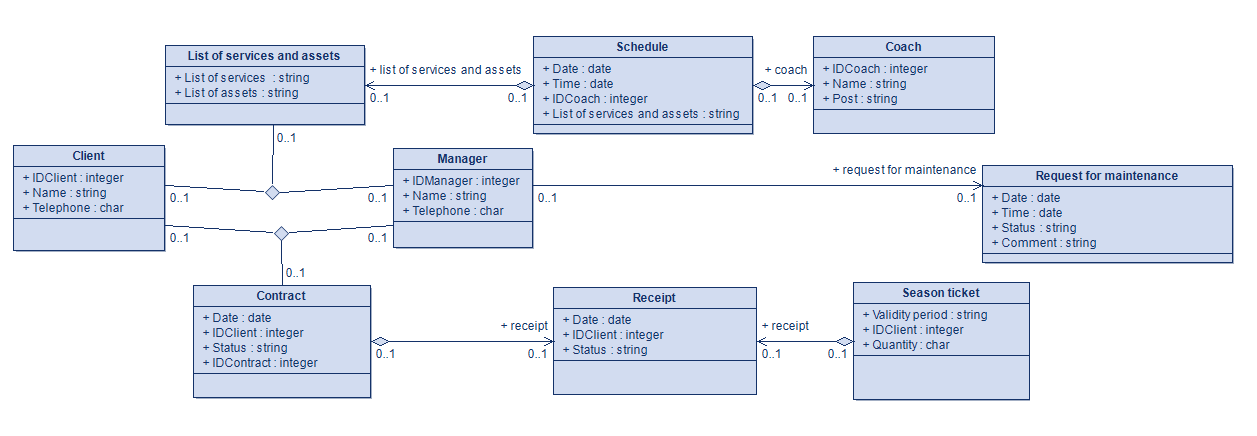 List of services and assets
+ List of services : string
+ List of assets : string
+ list of services and assets
0..1
0..1
Schedule
+ Date : date
+ Time : date
+ IDCoach : integer
+ List of services and assets : string
+ coach
0..1
0..1
Coach
+ IDCoach : integer
+ Name : string
+ Post : string
0..1
Client
+ IDClient : integer
+ Name : string
+ Telephone : char
0..1
0..1
0..1
0..1
Manager
+ IDManager : integer
+ Name : string
+ Telephone : char
0..1
+ request for maintenance
0..1
Request for maintenance
+ Date : date
+ Time : date
+ Status : string
+ Comment : string
0..1
Contract
+ Date : date
+ IDClient : integer
+ Status : string
+ IDContract : integer
0..1
+ receipt
0..1
Receipt
+ Date : date
+ IDClient : integer
+ Status : string
+ receipt
0..1
0..1
Season ticket
+ Validity period : string
+ IDClient : integer
+ Quantity : char